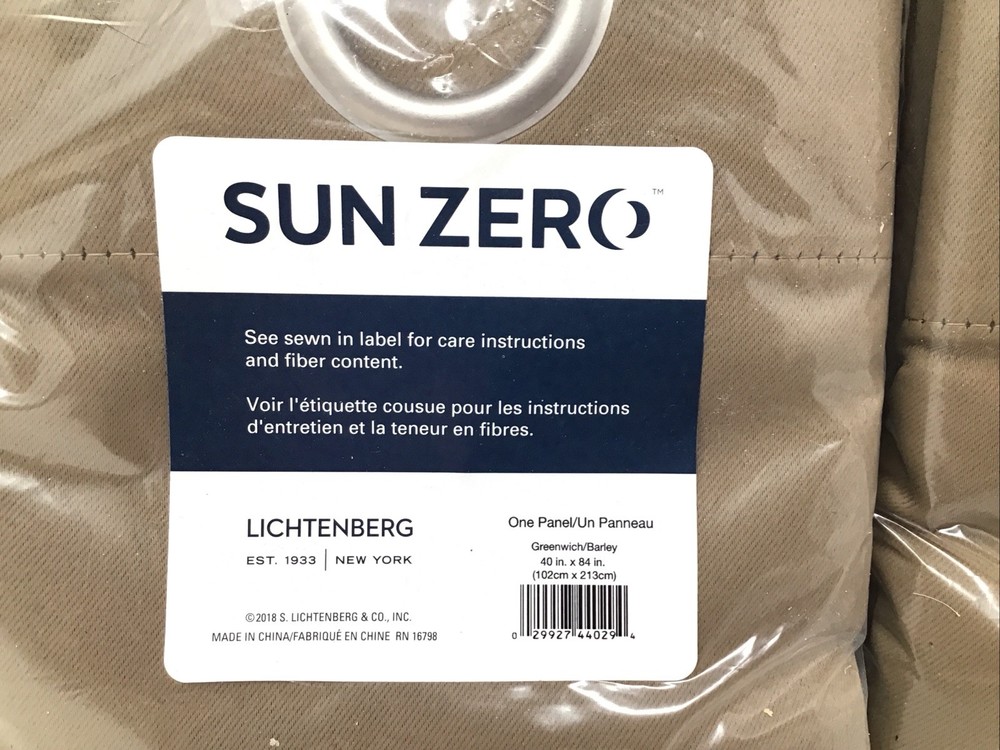 SUN ZERO™
See sewn in label for care instructions
and fiber content.
Voir l'étiquette cousue pour les instructions
d'entretien et la teneur en fibres.
LICHTENBERG
EST. 1933 | NEW YORK
©2018 S. LICHTENBERG & CO., INC.
MADE IN CHINA/FABRIQUÉ EN CHINE RN 16798
One Panel/Un Panneau
Greenwich/Barley
40 in. x 84 in.
(102cm x 213cm)
0 29927 44029 4